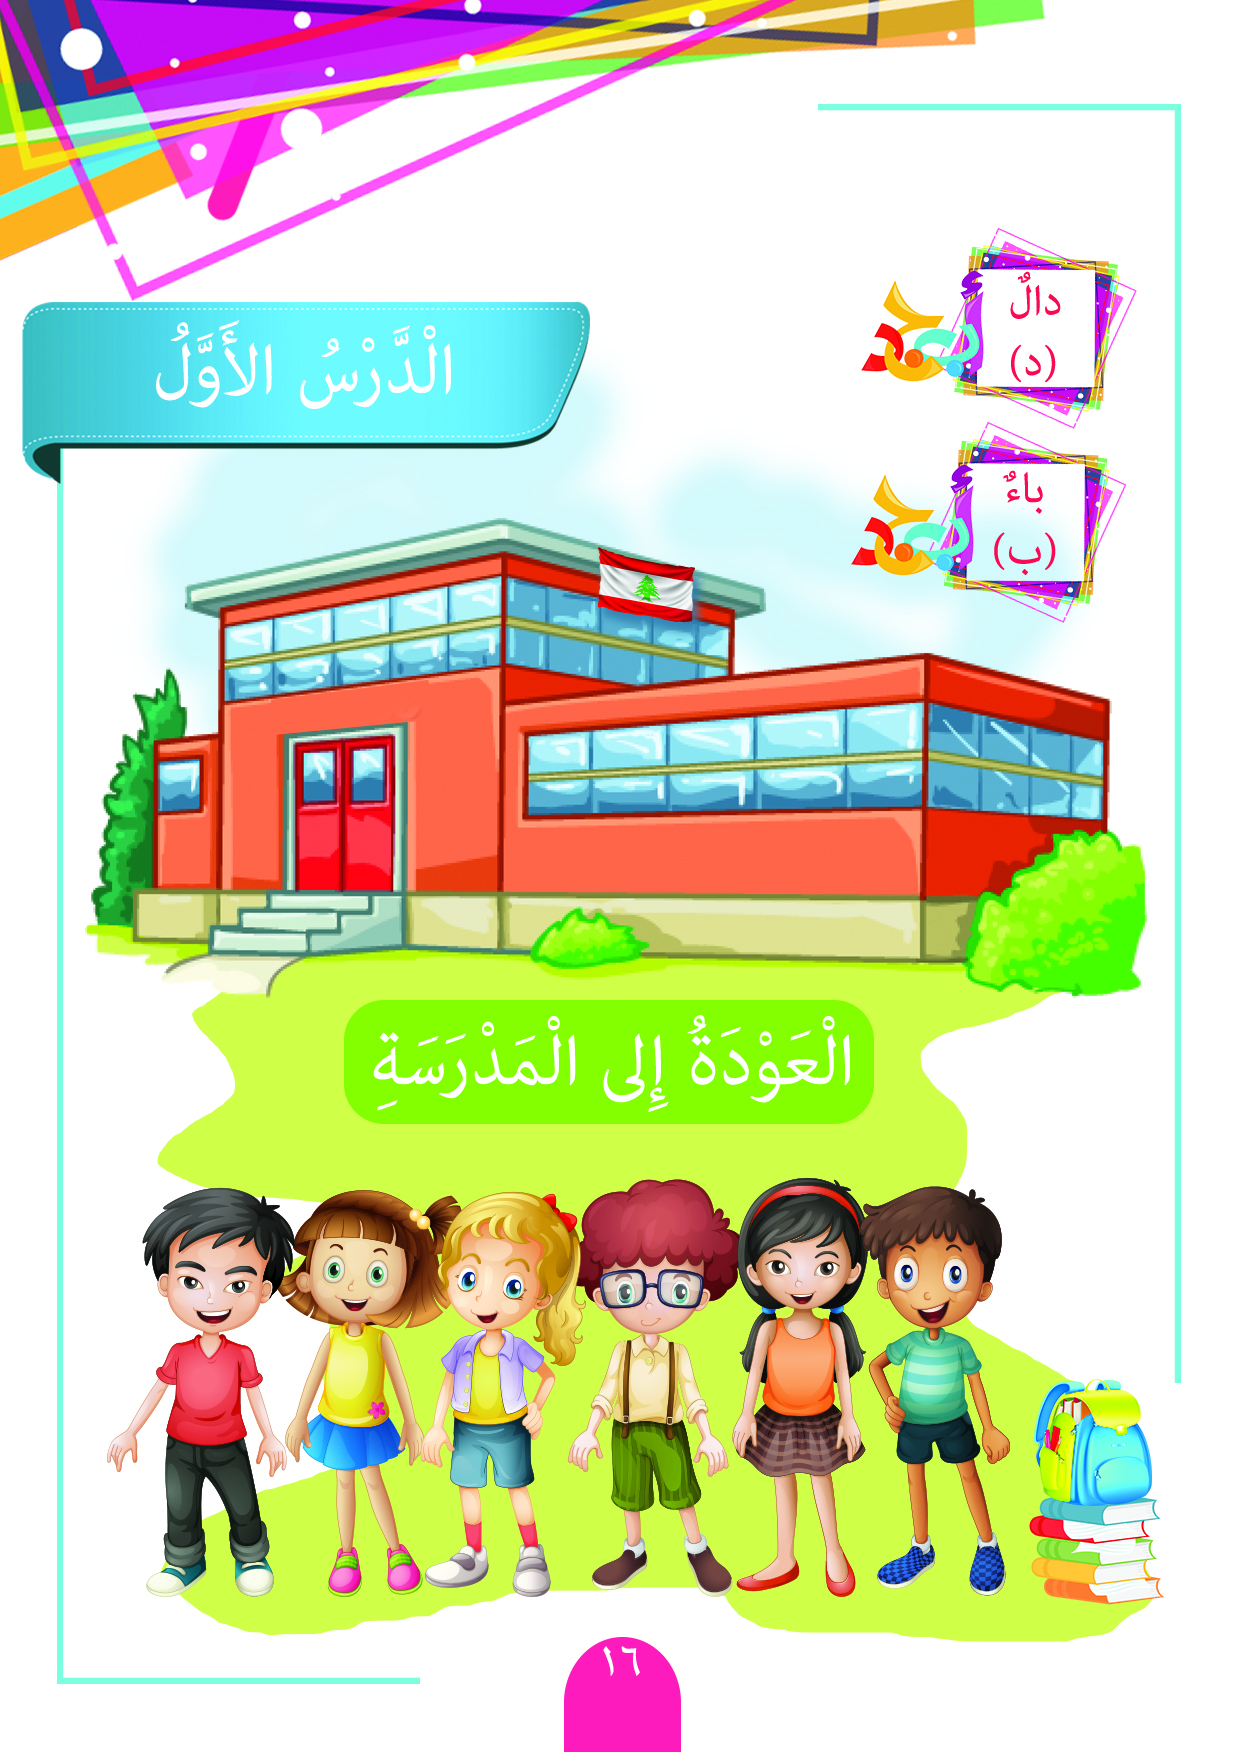 دالٌ
(د)
الْدَّرْسُ الأَوَّلُ
باءٌ
(ب)
الْعَوْدَةُ إِلى الْمَدْرَسَةِ
١٦